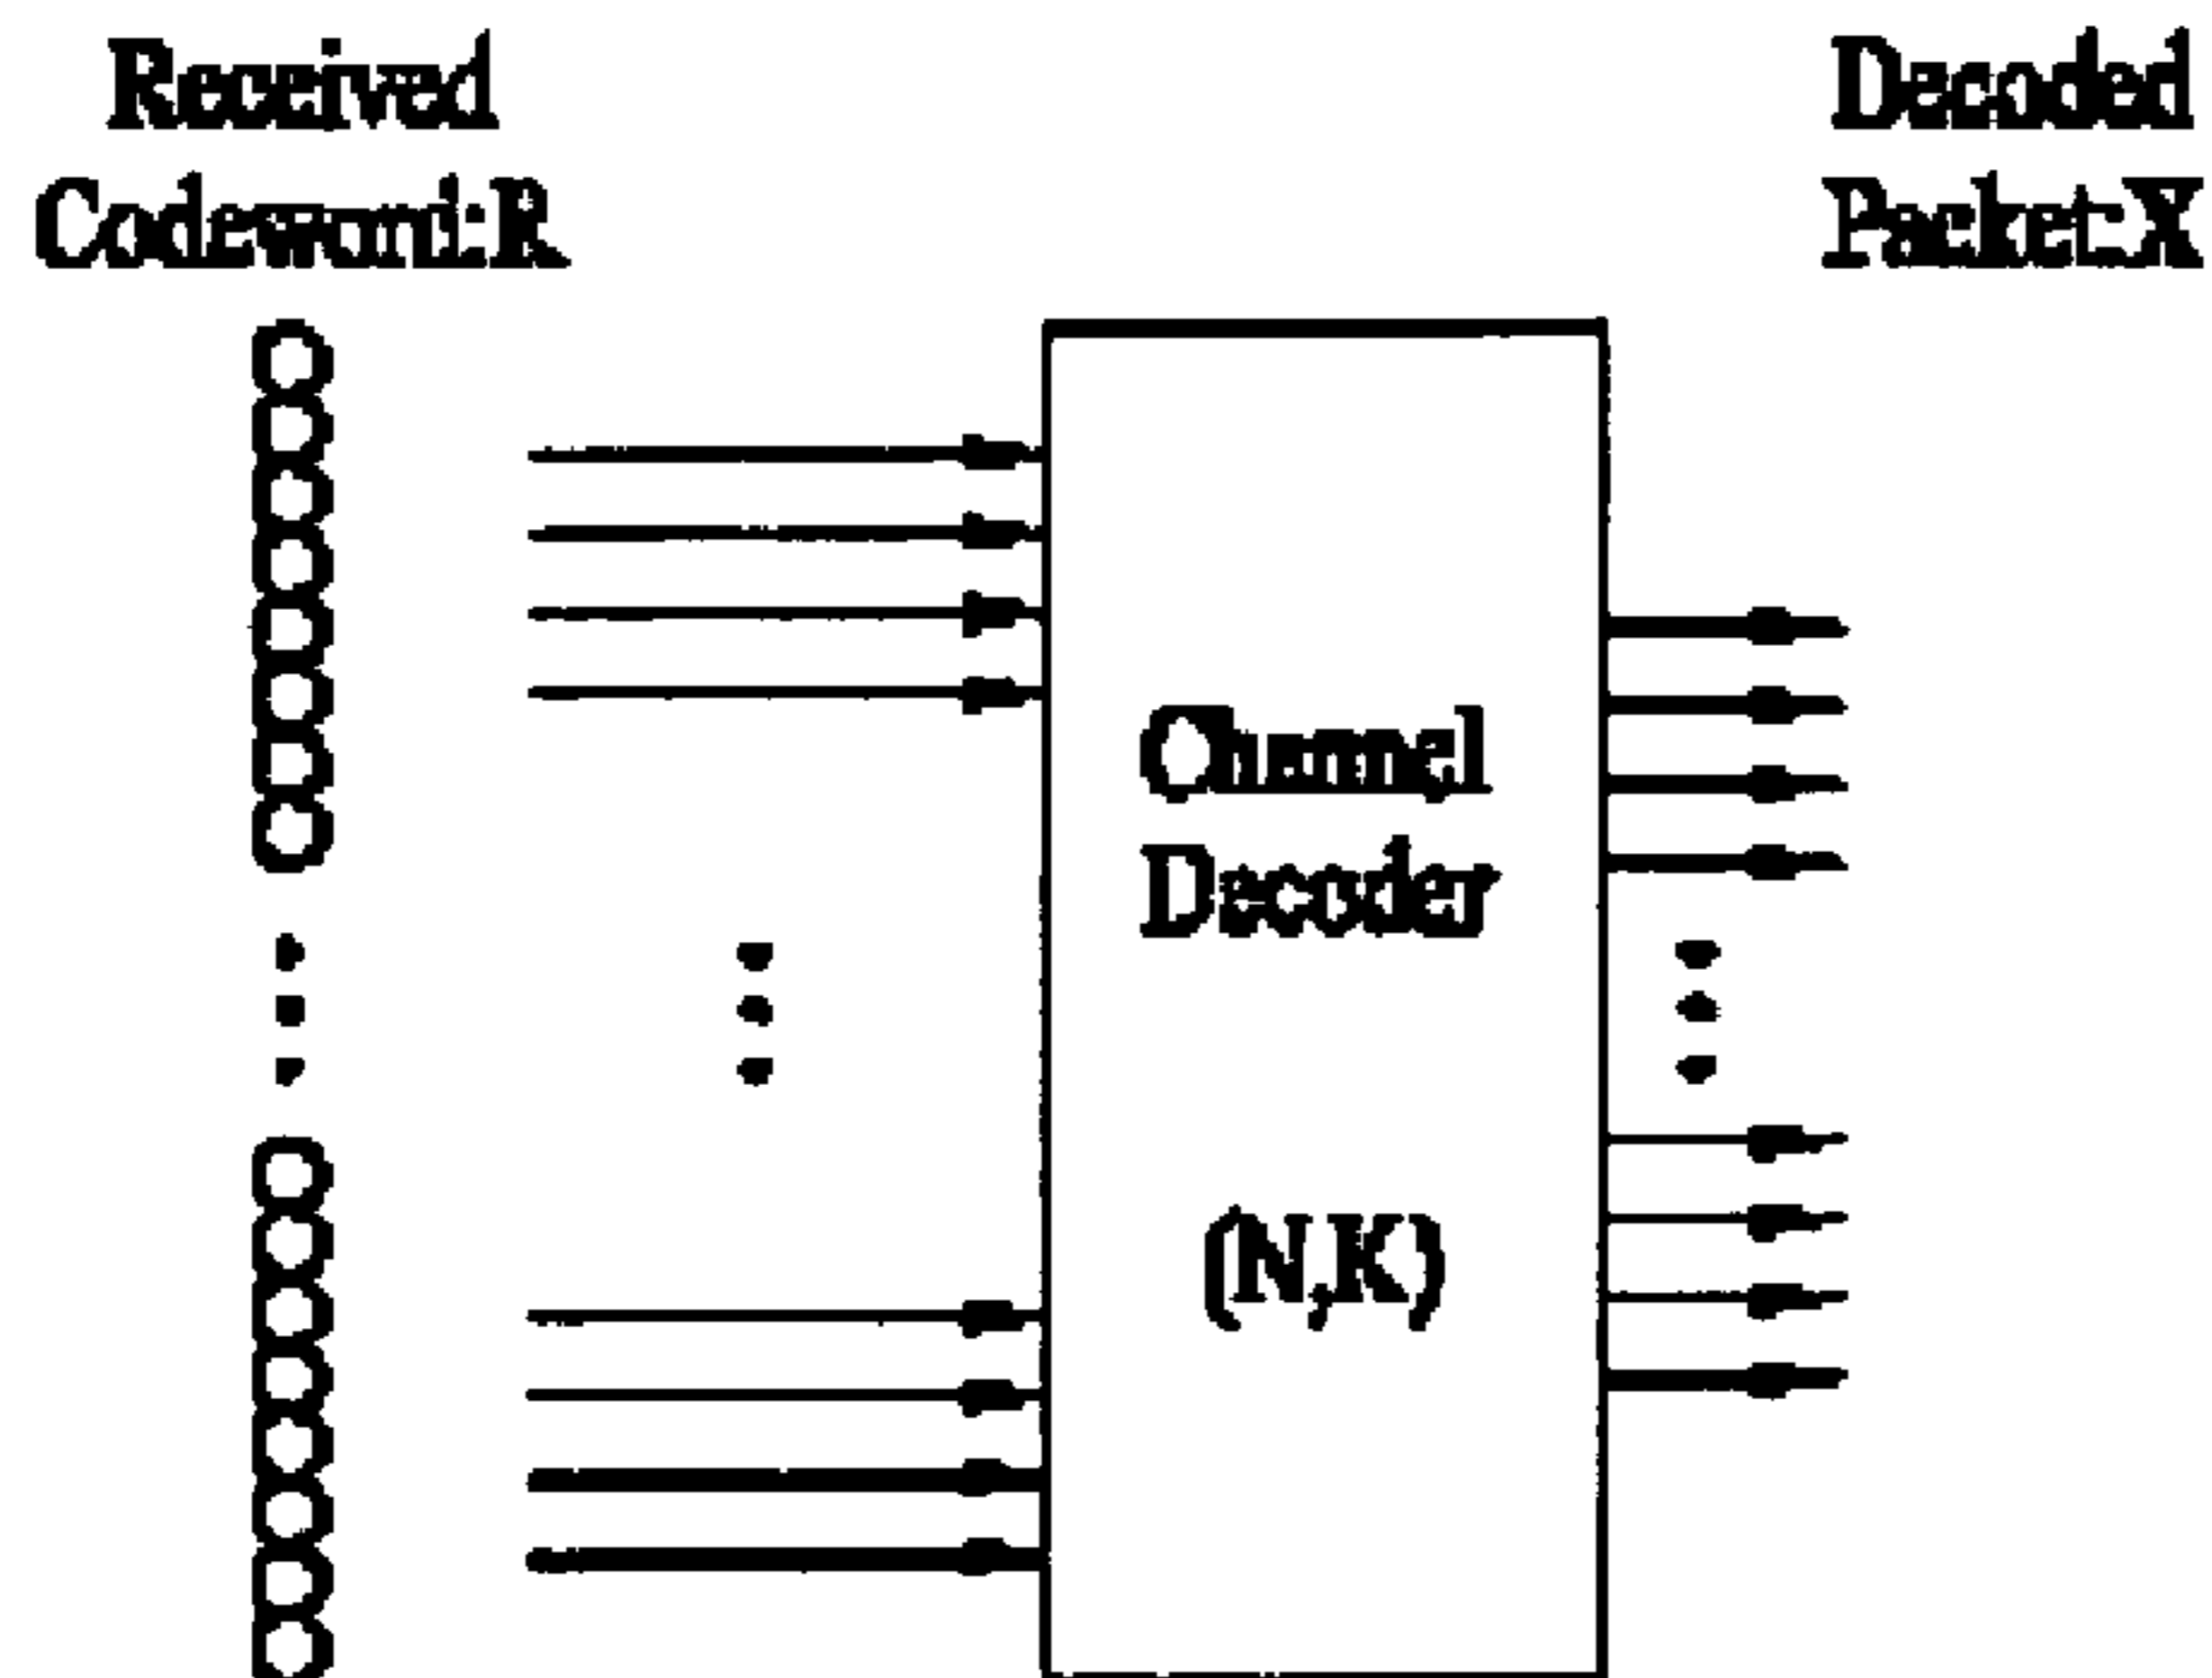 Received
Codeword:R
Decoded
Packet:X
Channel
Decoder
(N,K)